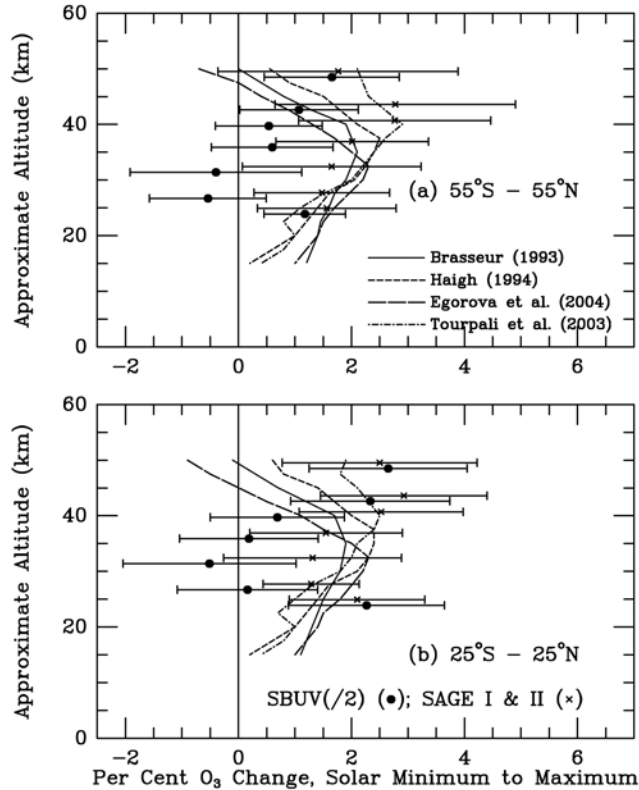 60
40
20
0
Approximate Altitude (km)
(a) 55°S – 55°N
Brasseur (1993)
Haigh (1994)
Egorova et al. (2004)
Tourpali et al. (2003)
-2 0 2 4 6
60
40
20
0
Approximate Altitude (km)
(b) 25°S – 25°N
SBUV(/2) (●); SAGE I & II (×)
-2 0 2 4 6
Per Cent O₃ Change, Solar Minimum to Maximum